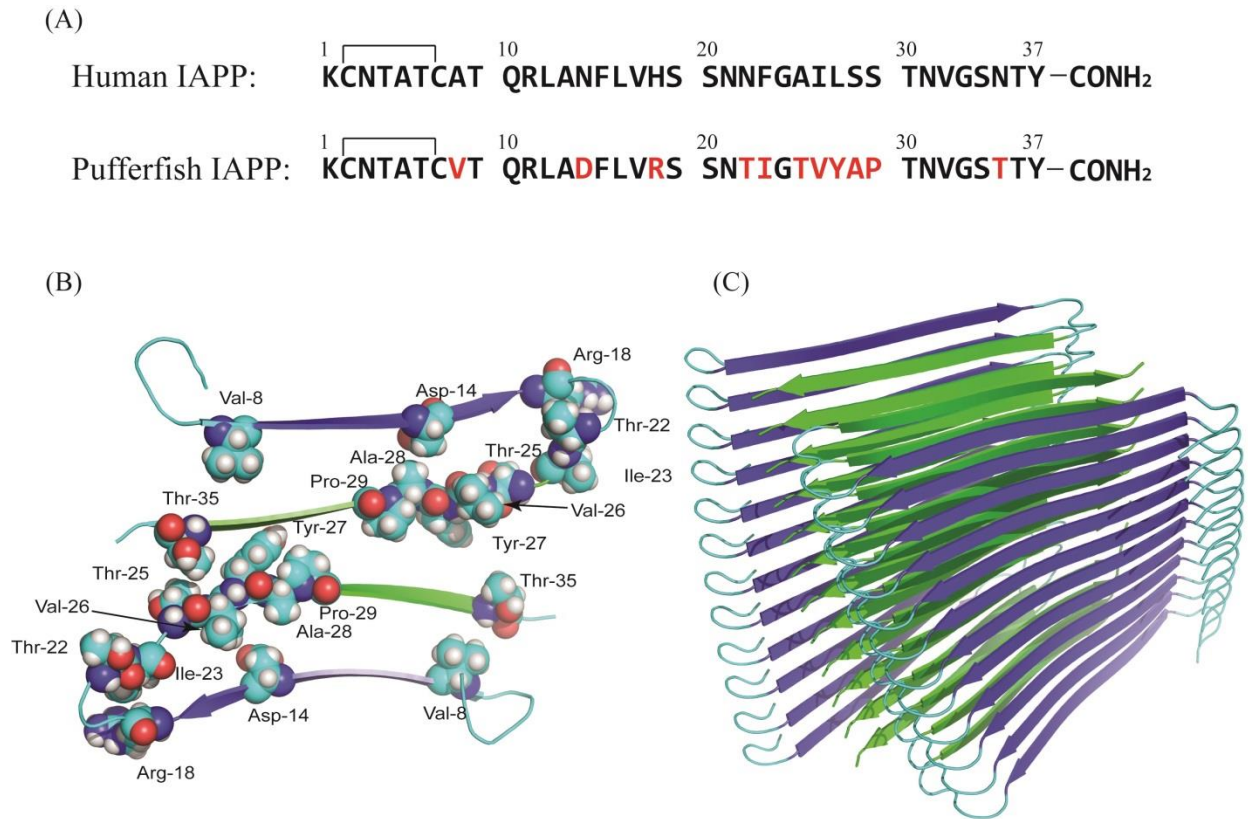 (A)
1 10 20 30 37
Human IAPP: KCNTATCAT QRLANFLVHS SNNFGAILSS TNVGSNTY–CONH2
1 10 20 30 37
Pufferfish IAPP: KCNTATCVT QRLADFLVRS SNTIGTVYAP TNVGSTTY–CONH2
(B) (C)
Arg-18
Val-8 Asp-14
Thr-22
Ala-28 Thr-25
Pro-29 Ile-23
Thr-35
Tyr-27 Val-26
Tyr-27
Thr-25 Thr-35
Val-26 Pro-29
Ala-28
Thr-22
Ile-23
Asp-14 Val-8
Arg-18